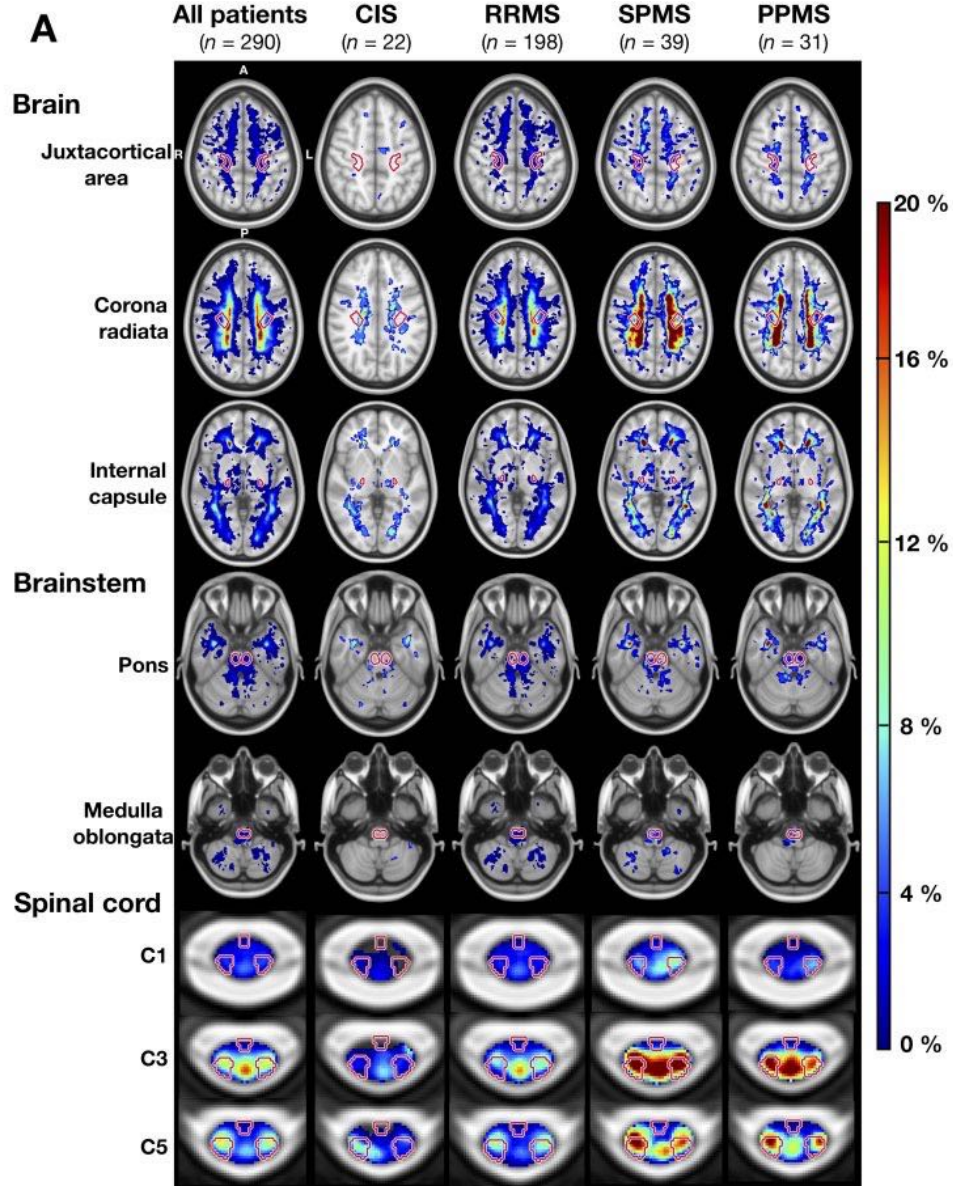 A
All patients
(n = 290)
CIS
(n = 22)
RRMS
(n = 198)
SPMS
(n = 39)
PPMS
(n = 31)
Brain
A
Juxtacortical
area
R
L
P
Corona
radiata
Internal
capsule
Brainstem
Pons
Medulla
oblongata
Spinal cord
C1
C3
C5
20 %
16 %
12 %
8 %
4 %
0 %